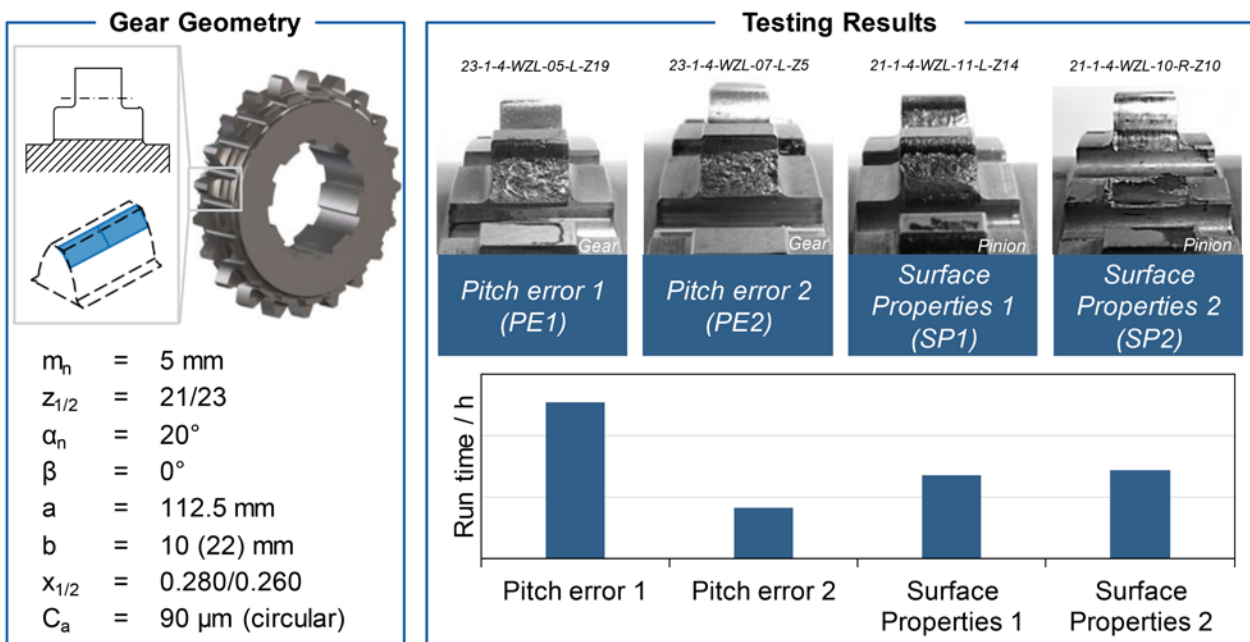 Gear Geometry
mₙ = 5 mm
z₁/₂ = 21/23
αₙ = 20°
β = 0°
a = 112.5 mm
b = 10 (22) mm
x₁/₂ = 0.280/0.260
Cₐ = 90 µm (circular)
Testing Results
23-1-4-WZL-05-L-Z19
23-1-4-WZL-07-L-Z5
21-1-4-WZL-11-L-Z14
21-1-4-WZL-10-R-Z10
Gear
Gear
Pinion
Pinion
Pitch error 1
(PE1)
Pitch error 2
(PE2)
Surface
Properties 1
(SP1)
Surface
Properties 2
(SP2)
Run time / h
Pitch error 1
Pitch error 2
Surface
Properties 1
Surface
Properties 2